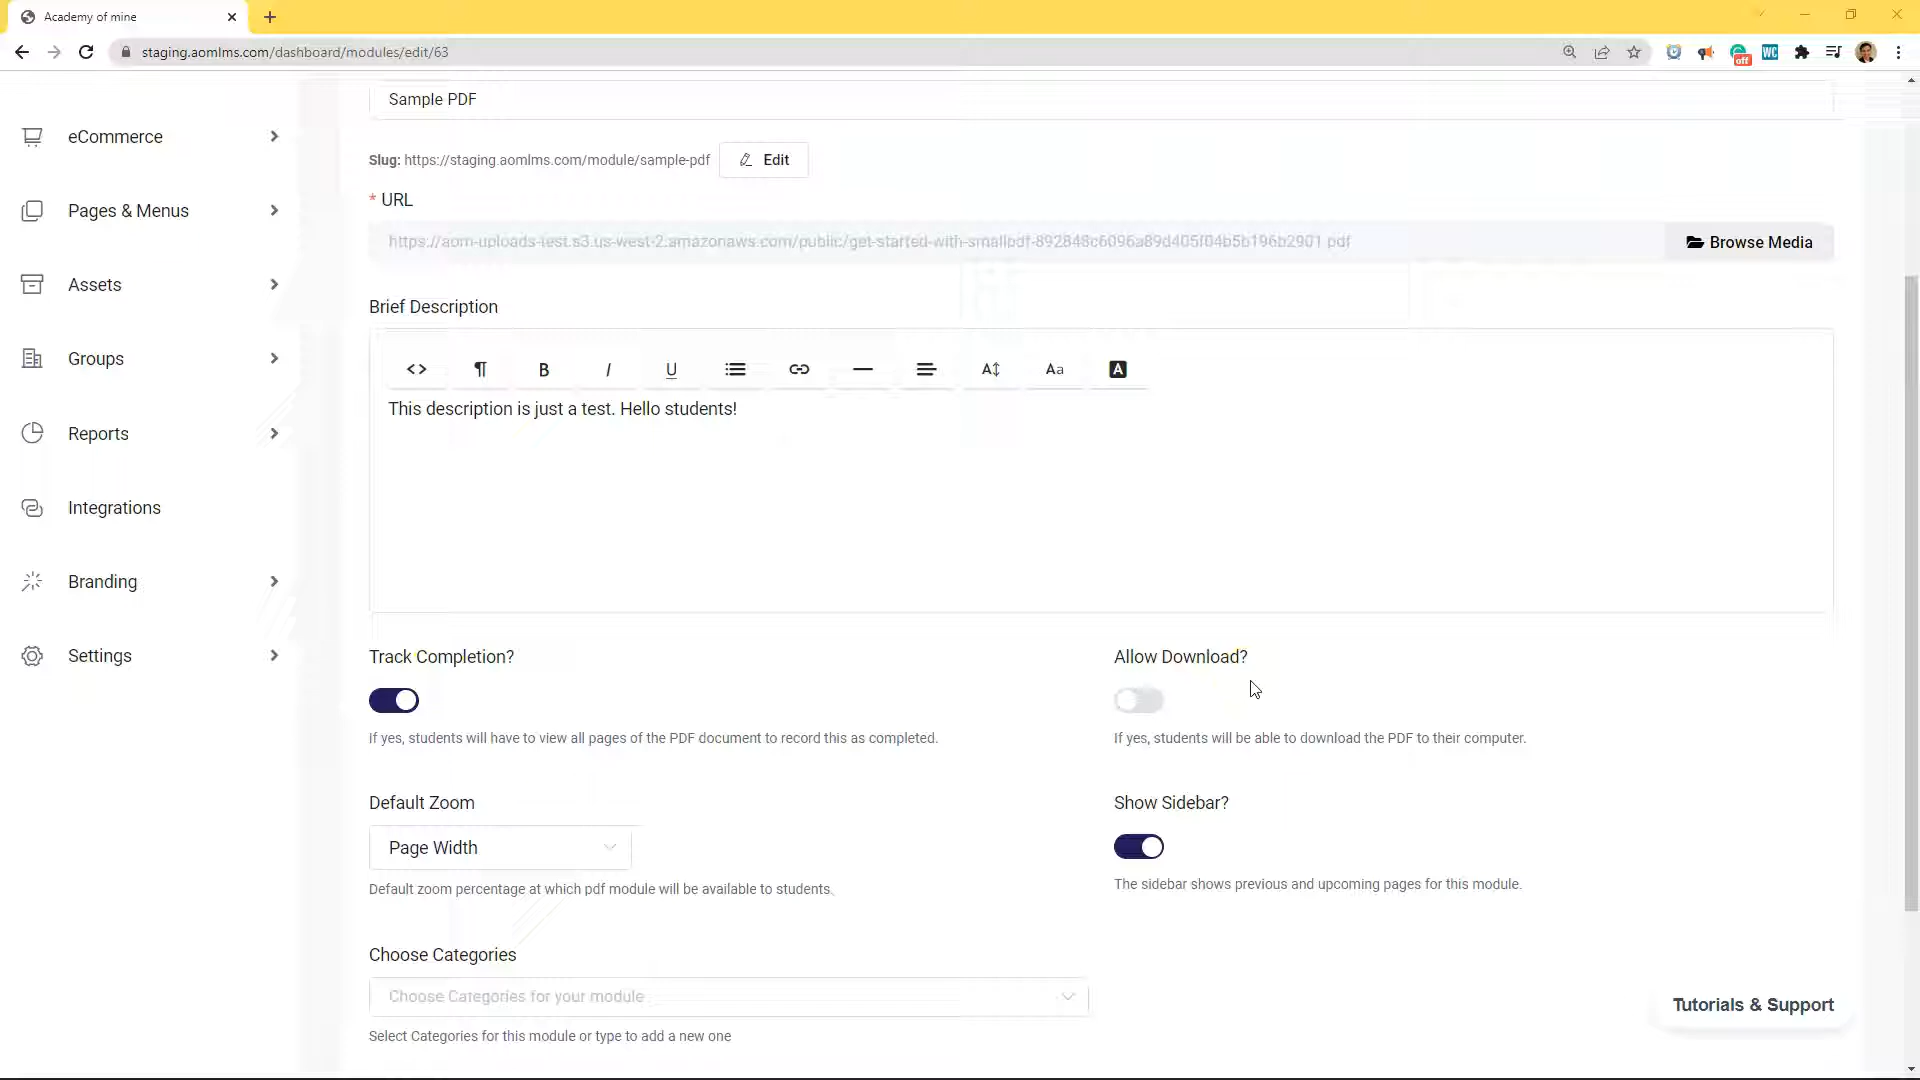 Academy of mine
staging.aomlms.com/dashboard/modules/edit/63
off
WC
Sample PDF
eCommerce
Slug: https://staging.aomlms.com/module/sample-pdf
Edit
* URL
Pages & Menus
https://aom-uploads-test.s3.us-west-2.amazonaws.com/public/get-started-with-smallpdf-892848c6096a89d405f04b5b196b2901.pdf
Browse Media
Assets
Brief Description
Groups
B I U Aa A
This description is just a test. Hello students!
Reports
Integrations
Branding
Settings
Track Completion?
Allow Download?
If yes, students will have to view all pages of the PDF document to record this as completed.
If yes, students will be able to download the PDF to their computer.
Default Zoom
Show Sidebar?
Page Width
Default zoom percentage at which pdf module will be available to students.
The sidebar shows previous and upcoming pages for this module.
Choose Categories
Choose Categories for your module
Tutorials & Support
Select Categories for this module or type to add a new one